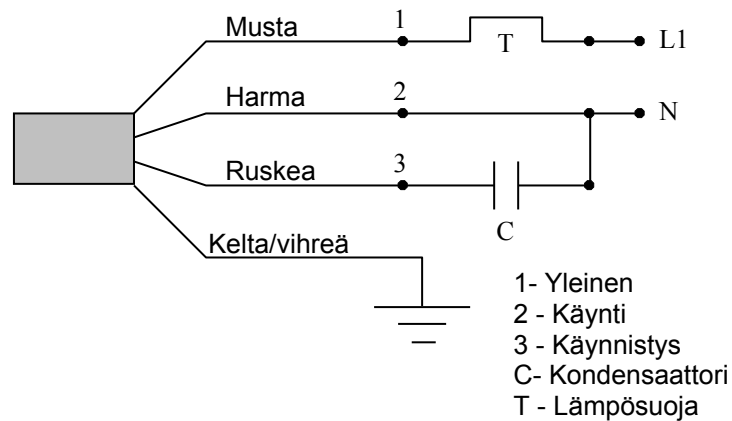 Musta 1 T L1
Harma 2 N
Ruskea 3 C
Kelta/vihreä
1- Yleinen
2 - Käynti
3 - Käynnistys
C- Kondensaattori
T - Lämpösuoja